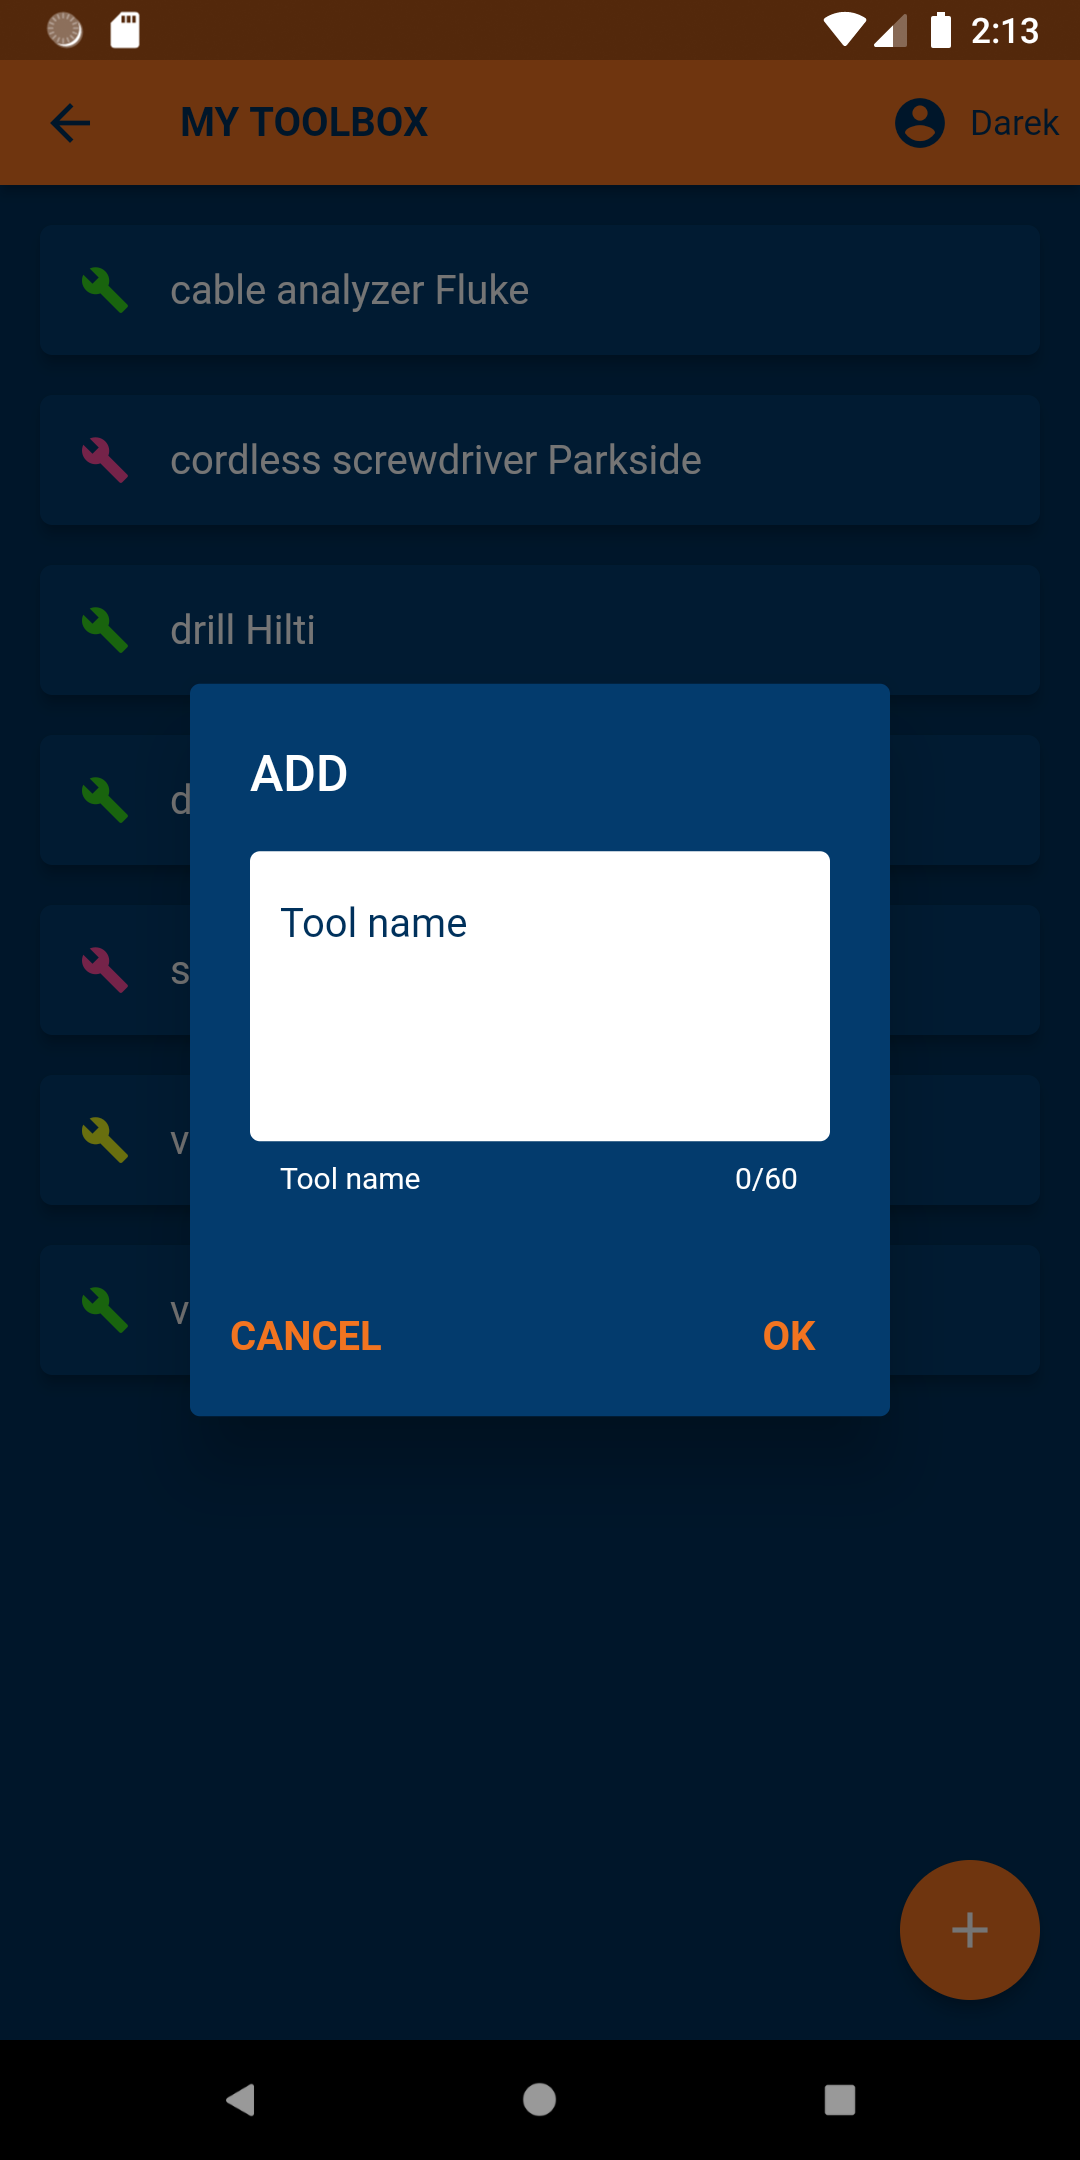 2:13
MY TOOLBOX
Darek
cable analyzer Fluke
cordless screwdriver Parkside
drill Hilti
d
s
v
v
ADD
Tool name
Tool name 0/60
CANCEL OK